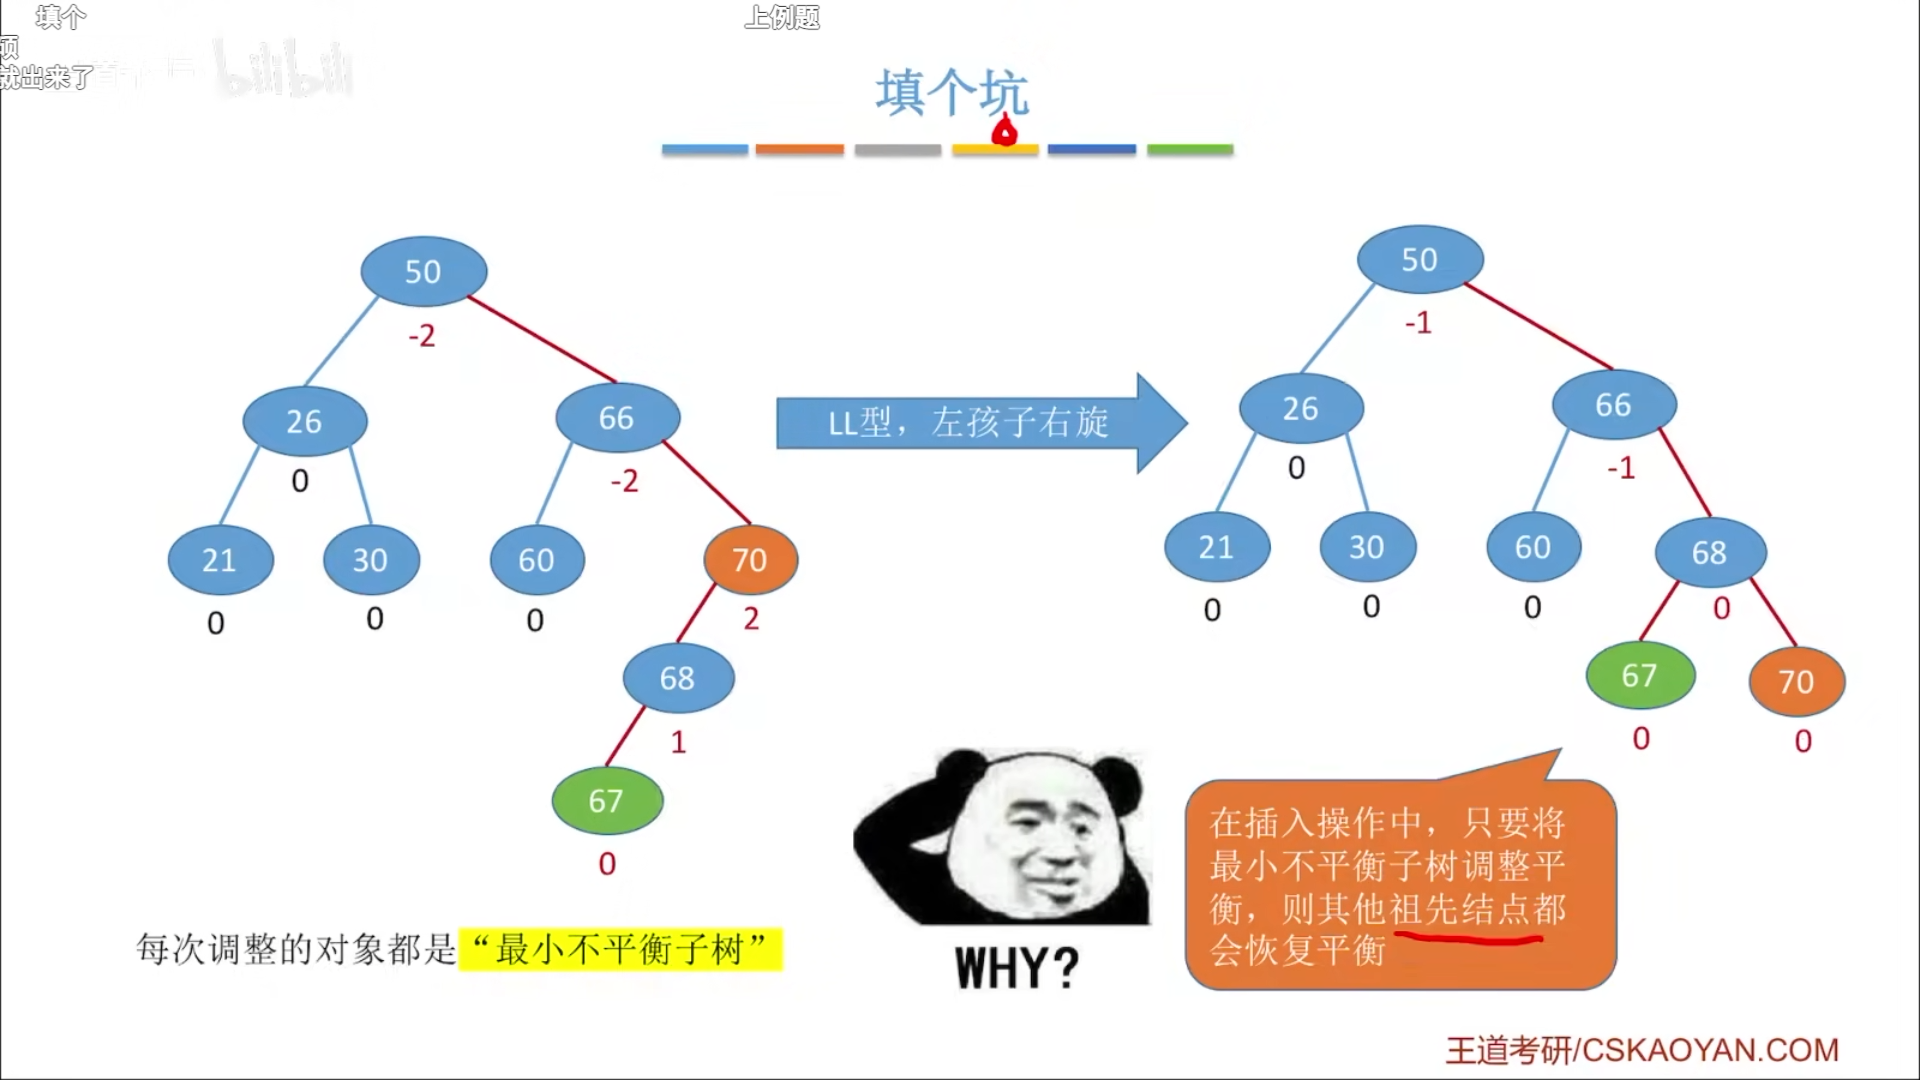 填个
上例题
就出来了
bilibili
填个坑
50
-2
26
0
66
-2
21
0
30
0
60
0
70
2
68
1
67
0
LL型，左孩子右旋
50
-1
26
0
66
-1
21
0
30
0
60
0
68
0
67
0
70
0
每次调整的对象都是“最小不平衡子树”
WHY?
在插入操作中，只要将
最小不平衡子树调整平
衡，则其他祖先结点都
会恢复平衡
王道考研/CSKAOYAN.COM